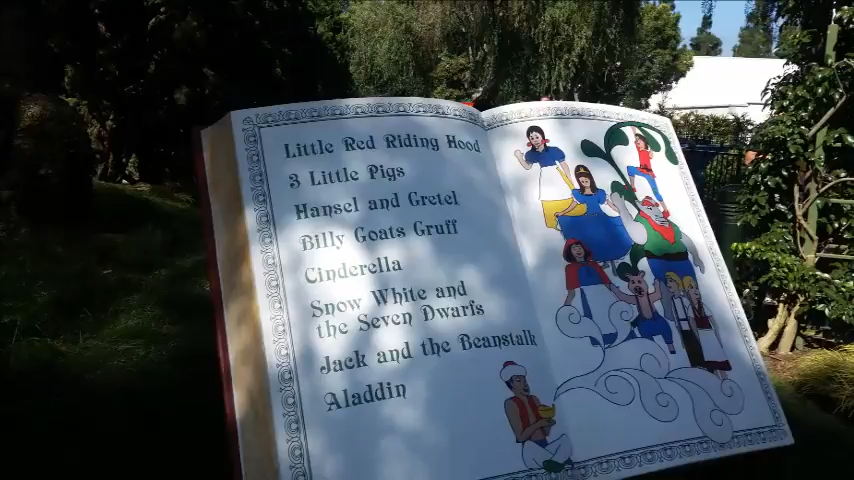 Little Red Riding Hood
3 Little Pigs
Hansel and Gretel
Billy Goats Gruff
Cinderella
Snow White and
the Seven Dwarfs
Jack and the Beanstalk
Aladdin